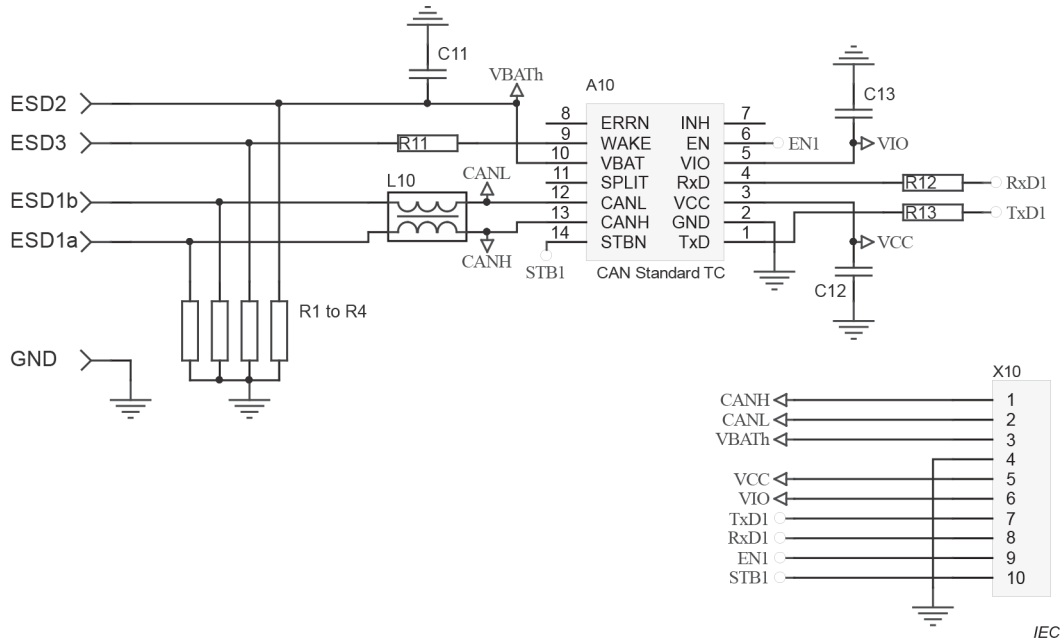 C11
VBATh
A10
C13
ESD2
8 ERRN INH 7
ESD3
R11
9 WAKE EN 6
EN1
VIO
10 VBAT VIO 5
L10
CANL
11 SPLIT RxD 4
R12
RxD1
ESD1b
12 CANL VCC 3
R13
TxD1
13 CANH GND 2
ESD1a
14 STBN TxD 1
VCC
CANH
STB1
CAN Standard TC
C12
R1 to R4
GND
X10
CANH 1
CANL 2
VBATh 3
4
VCC 5
VIO 6
TxD1 7
RxD1 8
EN1 9
STB1 10
IEC